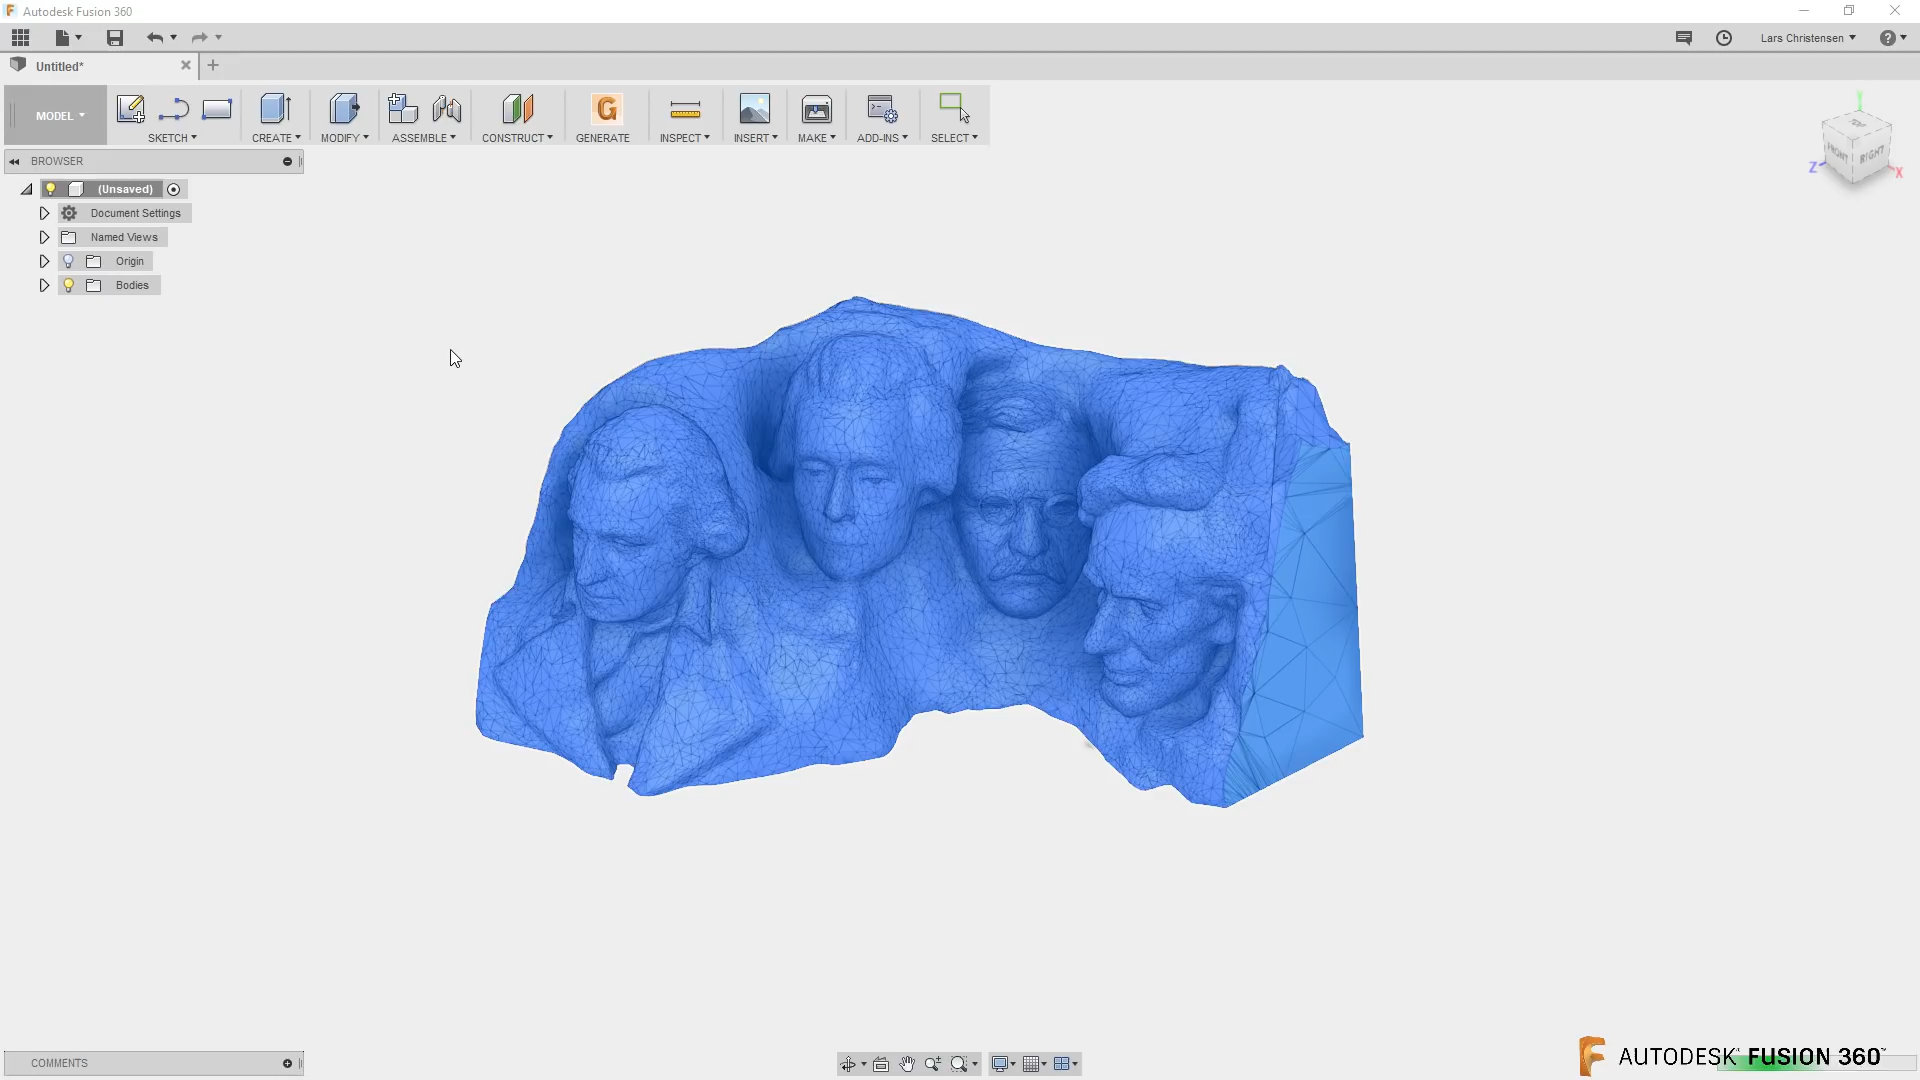 Autodesk Fusion 360
Lars Christensen
Untitled*
MODEL
SKETCH
CREATE
MODIFY
ASSEMBLE
CONSTRUCT
GENERATE
INSPECT
INSERT
MAKE
ADD-INS
SELECT
FRONT
RIGHT
Z
X
BROWSER
(Unsaved)
Document Settings
Named Views
Origin
Bodies
COMMENTS
AUTODESK FUSION 360